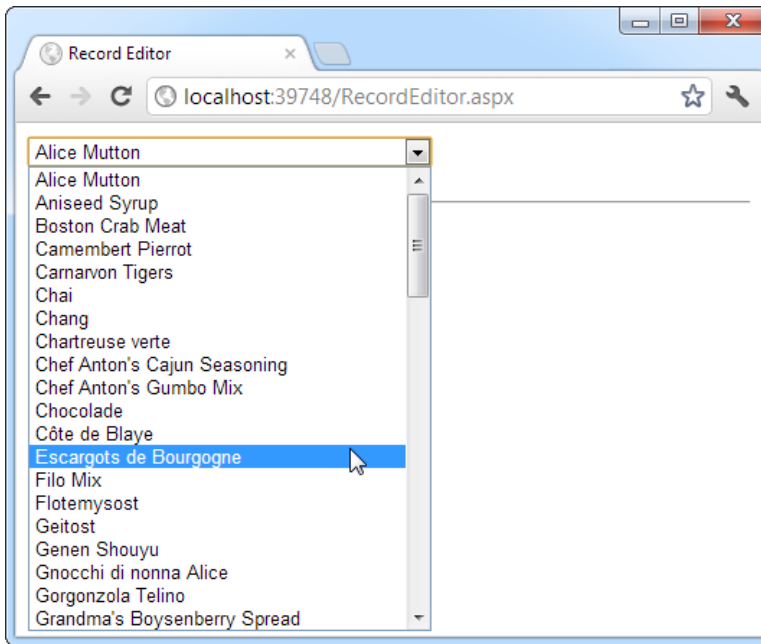 Record Editor
localhost:39748/RecordEditor.aspx
Alice Mutton
Alice Mutton
Aniseed Syrup
Boston Crab Meat
Camembert Pierrot
Carnarvon Tigers
Chai
Chang
Chartreuse verte
Chef Anton's Cajun Seasoning
Chef Anton's Gumbo Mix
Chocolade
Côte de Blaye
Escargots de Bourgogne
Filo Mix
Flotemysost
Geitost
Genen Shouyu
Gnocchi di nonna Alice
Gorgonzola Telino
Grandma's Boysenberry Spread